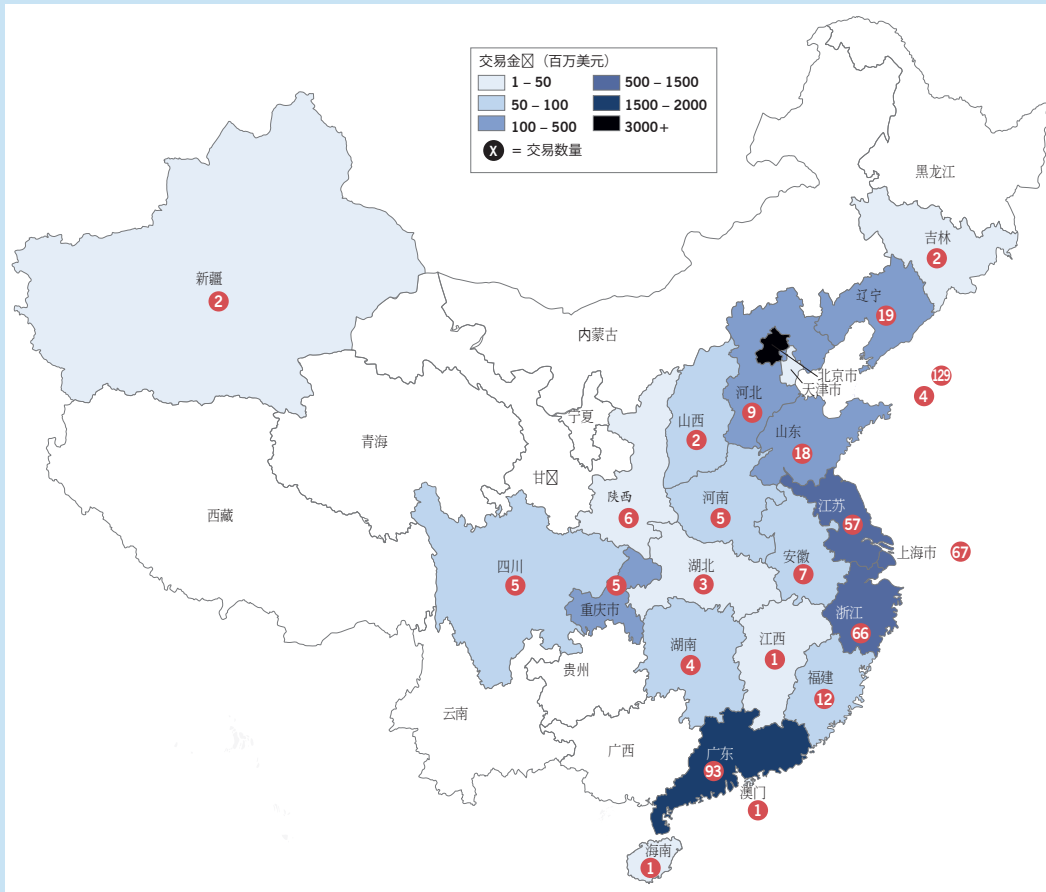 交易金（百万美元）
1 – 50
500 – 1500
50 – 100
1500 – 2000
100 – 500
3000+
X = 交易数量
黑龙江
吉林
2
新疆
2
辽宁
19
内蒙古
北京市
129
天津市
4
河北
9
宁夏
山西
2
山东
18
青海
甘
陕西
6
河南
5
江苏
57
西藏
上海市
67
四川
5
5
重庆市
湖北
3
安徽
7
浙江
66
江西
1
湖南
4
贵州
福建
12
云南
广西
广东
93
澳门
1
海南
1